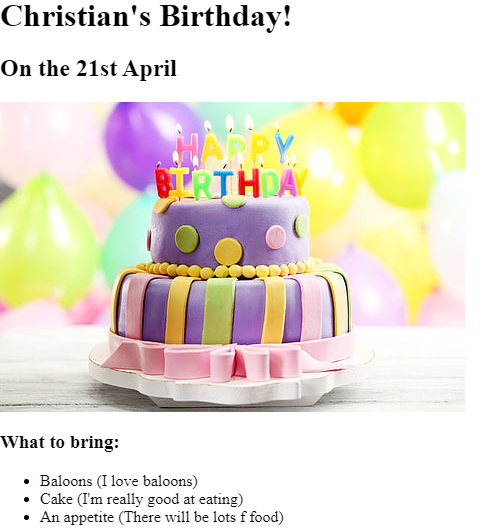 Christian's Birthday!
On the 21st April
HAPPY
BIRTHDAY
What to bring:
Baloons (I love baloons)
Cake (I'm really good at eating)
An appetite (There will be lots f food)